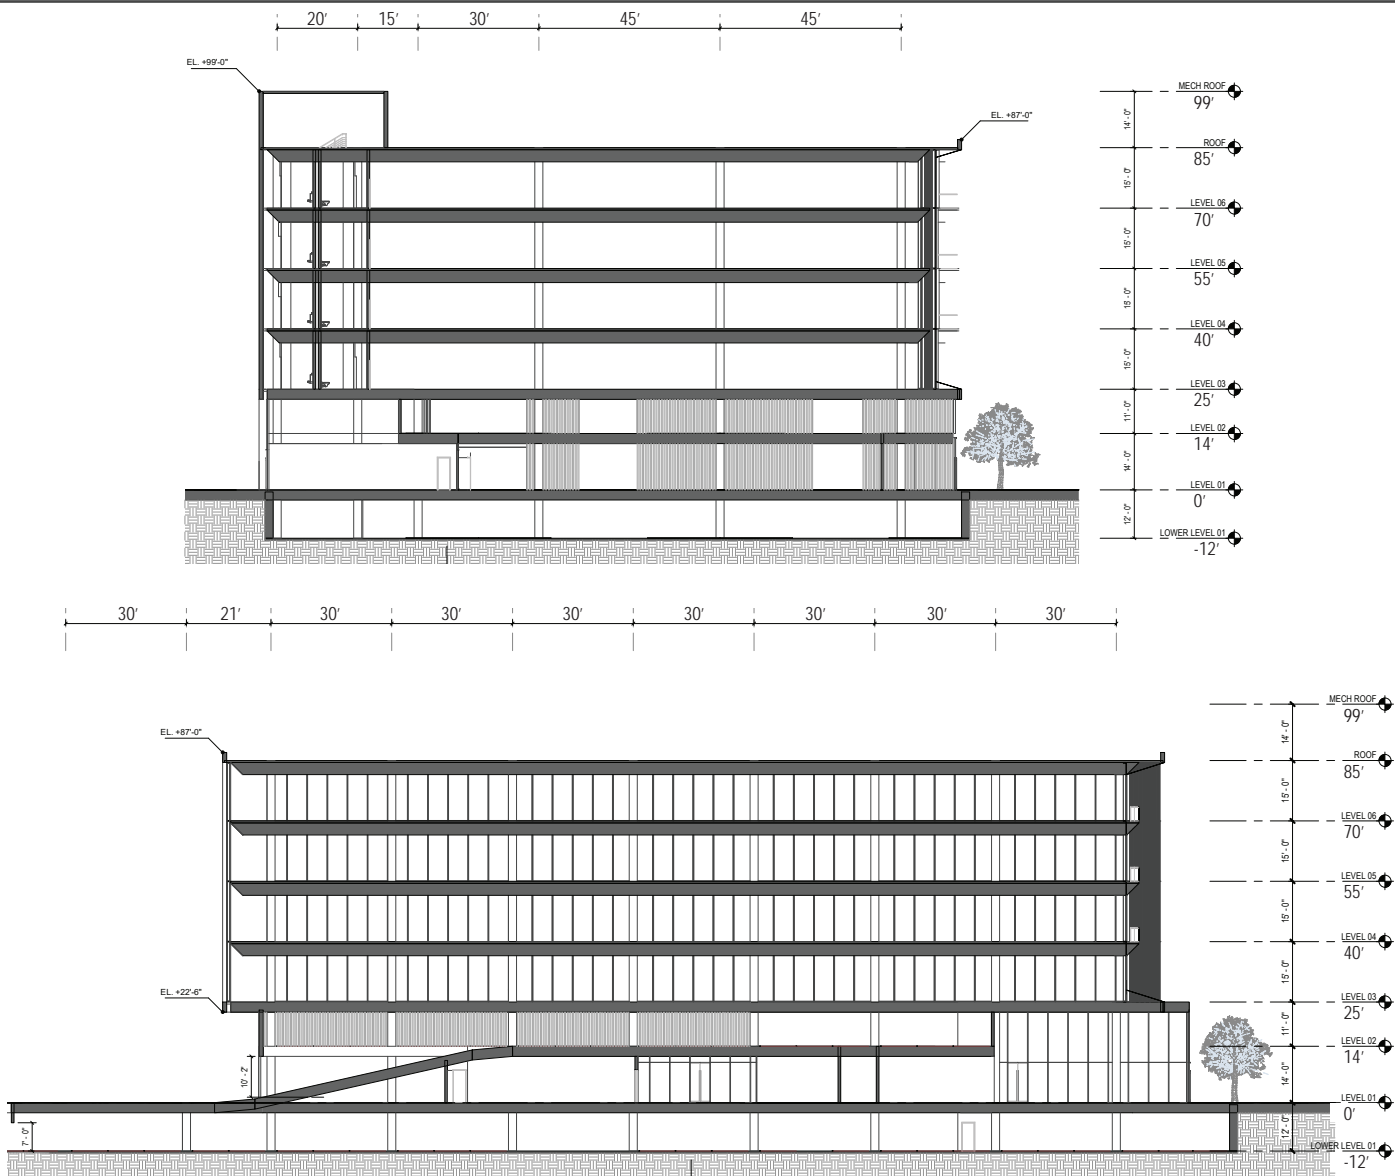 20' 15' 30' 45' 45'
EL. +99'-0"
MECH ROOF
99'
14' - 0"
EL. +87'-0"
ROOF
85'
15' - 0"
LEVEL 06
70'
15' - 0"
LEVEL 05
55'
15' - 0"
LEVEL 04
40'
15' - 0"
LEVEL 03
25'
11' - 0"
LEVEL 02
14'
14' - 0"
LEVEL 01
0'
12' - 0"
LOWER LEVEL 01
-12'
30' 21' 30' 30' 30' 30' 30' 30' 30'
MECH ROOF
99'
14' - 0"
EL. +87'-0"
ROOF
85'
15' - 0"
LEVEL 06
70'
15' - 0"
LEVEL 05
55'
15' - 0"
LEVEL 04
40'
15' - 0"
EL. +22'-6"
LEVEL 03
25'
11' - 0"
LEVEL 02
14'
10' - 2"
14' - 0"
LEVEL 01
0'
7' - 0"
12' - 0"
LOWER LEVEL 01
-12'